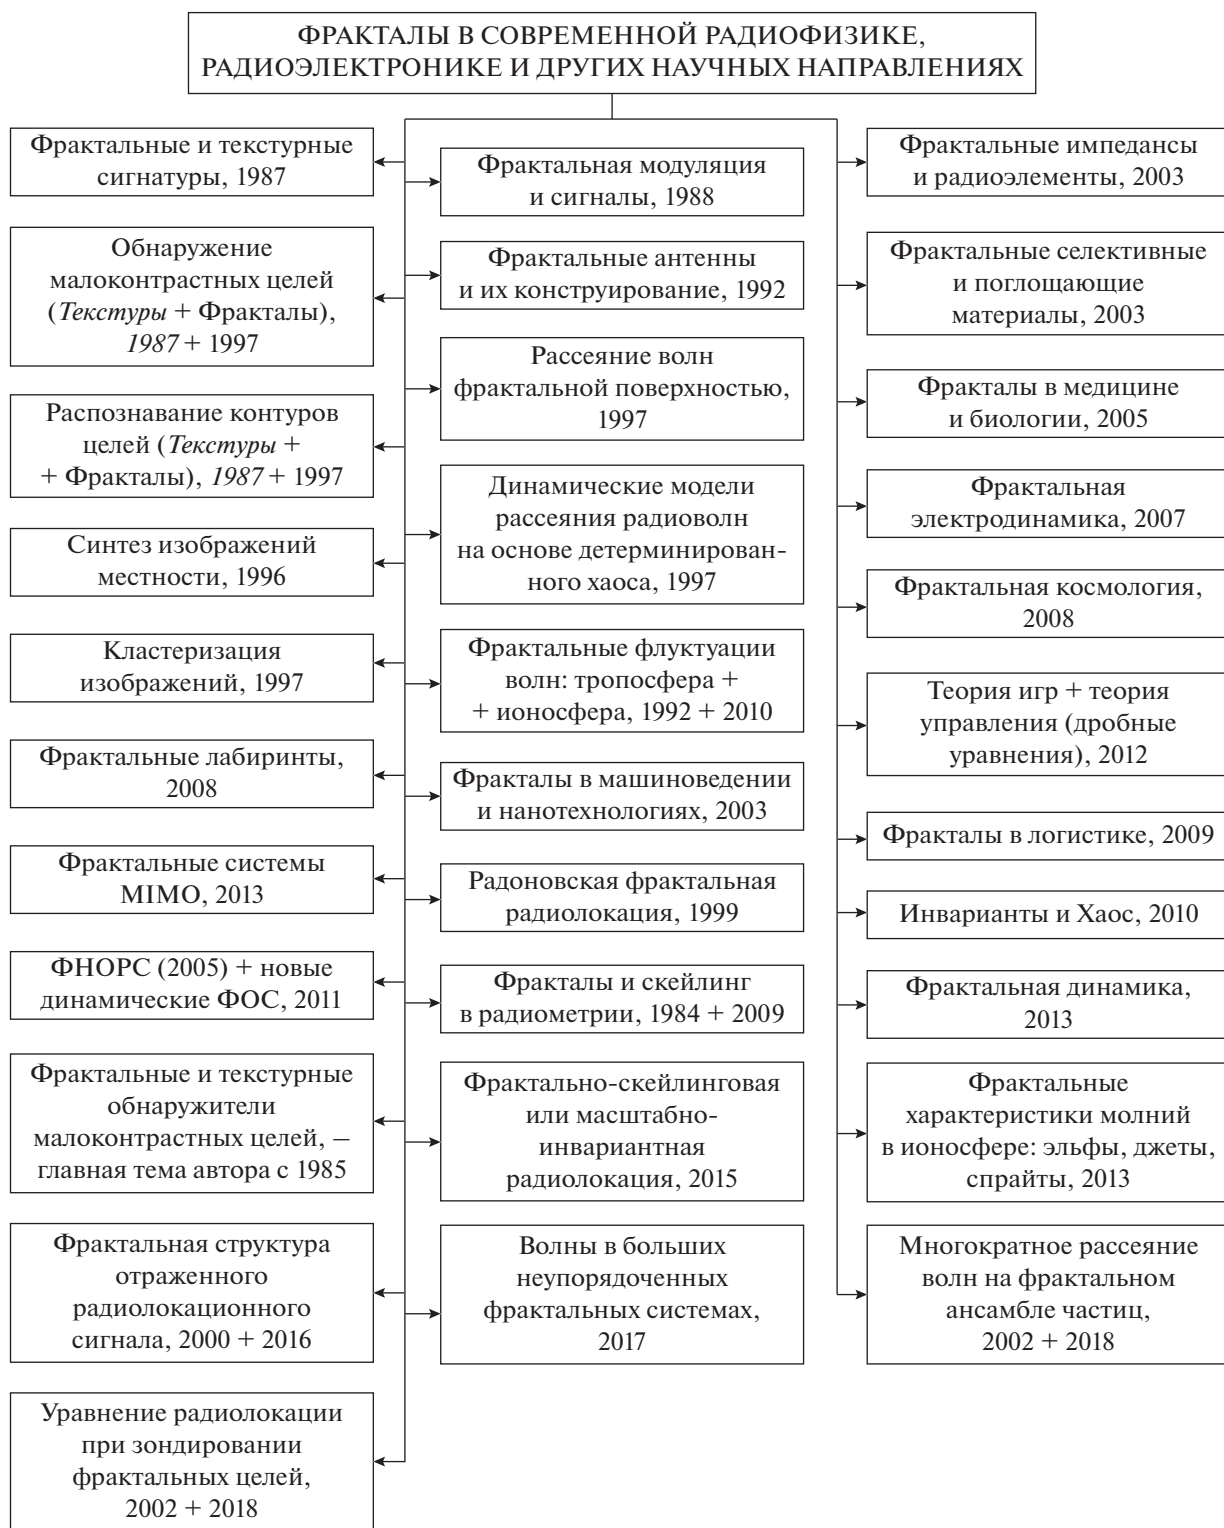 ФРАКТАЛЫ В СОВРЕМЕННОЙ РАДИОФИЗИКЕ,
РАДИОЭЛЕКТРОНИКЕ И ДРУГИХ НАУЧНЫХ НАПРАВЛЕНИЯХ
Фрактальные и текстурные
сигнатуры, 1987
Обнаружение
малоконтрастных целей
(Текстуры + Фракталы),
1987 + 1997
Распознавание контуров
целей (Текстуры +
+ Фракталы), 1987 + 1997
Синтез изображений
местности, 1996
Кластеризация
изображений, 1997
Фрактальные лабиринты,
2008
Фрактальные системы
MIMO, 2013
ФНОРС (2005) + новые
динамические ФОС, 2011
Фрактальные и текстурные
обнаружители
малоконтрастных целей, –
главная тема автора с 1985
Фрактальная структура
отраженного
радиолокационного
сигнала, 2000 + 2016
Уравнение радиолокации
при зондировании
фрактальных целей,
2002 + 2018
Фрактальная модуляция
и сигналы, 1988
Фрактальные антенны
и их конструирование, 1992
Рассеяние волн
фрактальной поверхностью,
1997
Динамические модели
рассеяния радиоволн
на основе детерминирован-
ного хаоса, 1997
Фрактальные флуктуации
волн: тропосфера +
+ ионосфера, 1992 + 2010
Фракталы в машиноведении
и нанотехнологиях, 2003
Радоновская фрактальная
радиолокация, 1999
Фракталы и скейлинг
в радиометрии, 1984 + 2009
Фрактально-скейлинговая
или масштабно-
инвариантная
радиолокация, 2015
Волны в больших
неупорядоченных
фрактальных системах,
2017
Фрактальные импедансы
и радиоэлементы, 2003
Фрактальные селективные
и поглощающие
материалы, 2003
Фракталы в медицине
и биологии, 2005
Фрактальная
электродинамика, 2007
Фрактальная космология,
2008
Теория игр + теория
управления (дробные
уравнения), 2012
Фракталы в логистике, 2009
Инварианты и Хаос, 2010
Фрактальная динамика,
2013
Фрактальные
характеристики молний
в ионосфере: эльфы, джеты,
спрайты, 2013
Многократное рассеяние
волн на фрактальном
ансамбле частиц,
2002 + 2018